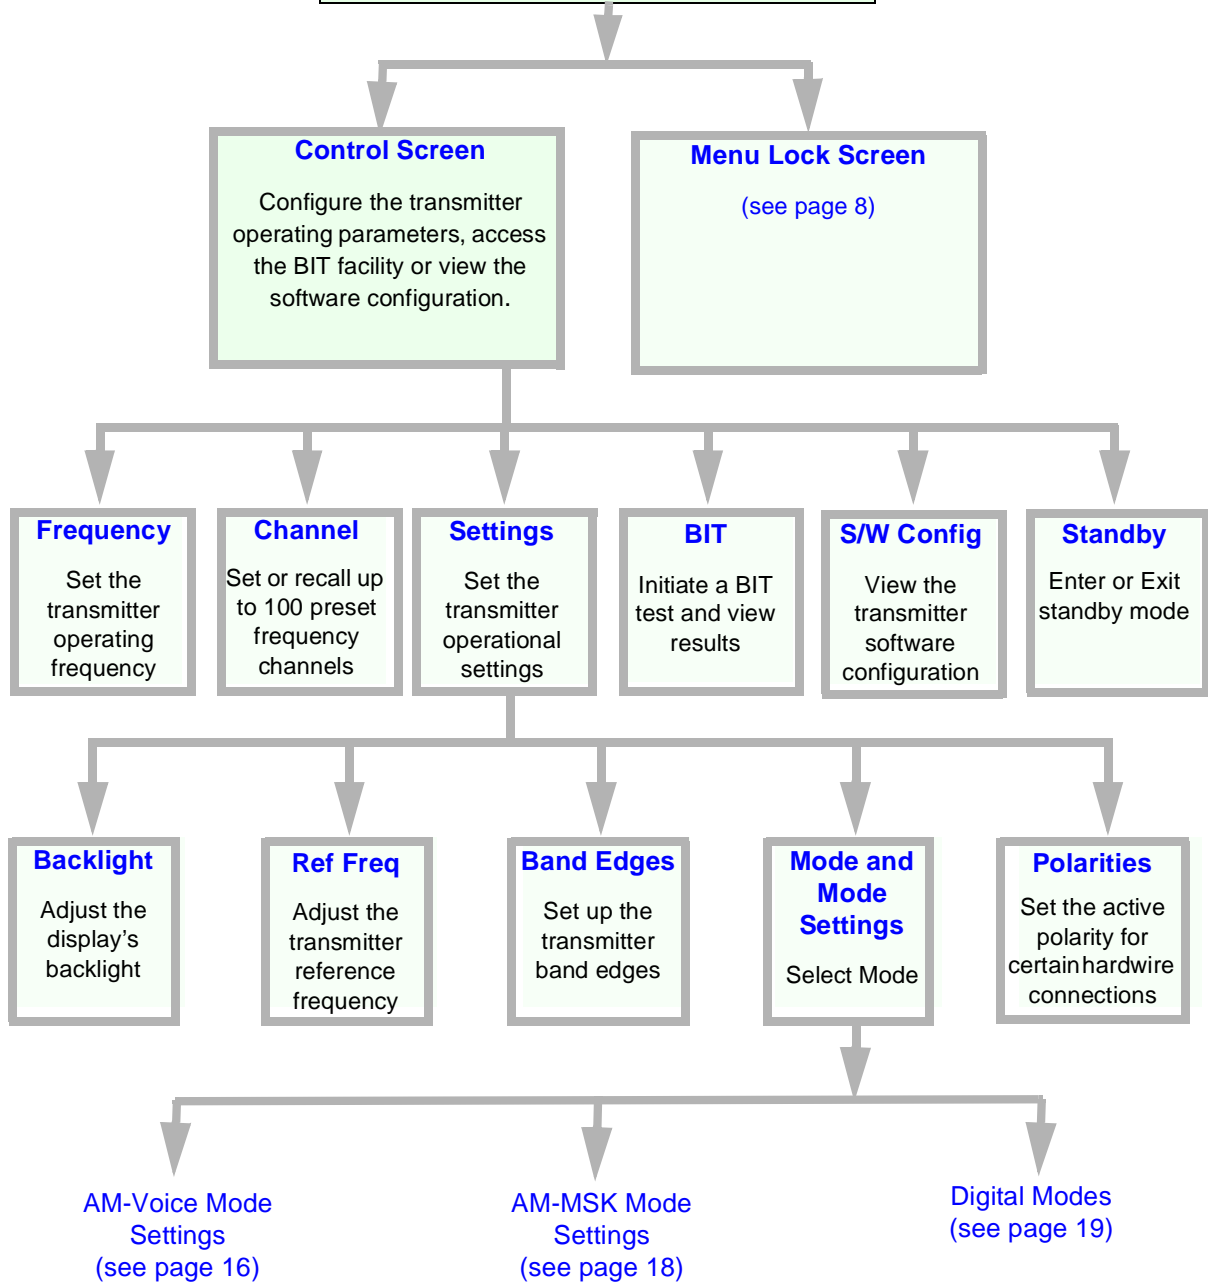 Control Screen
Configure the transmitter
operating parameters, access
the BIT facility or view the
software configuration.
Menu Lock Screen
(see page 8)
Frequency
Set the
transmitter
operating
frequency
Channel
Set or recall up
to 100 preset
frequency
channels
Settings
Set the
transmitter
operational
settings
BIT
Initiate a BIT
test and view
results
S/W Config
View the
transmitter
software
configuration
Standby
Enter or Exit
standby mode
Backlight
Adjust the
display’s
backlight
Ref Freq
Adjust the
transmitter
reference
frequency
Band Edges
Set up the
transmitter
band edges
Mode and
Mode
Settings
Select Mode
Polarities
Set the active
polarity for
certainhardwire
connections
AM-Voice Mode
Settings
(see page 16)
AM-MSK Mode
Settings
(see page 18)
Digital Modes
(see page 19)